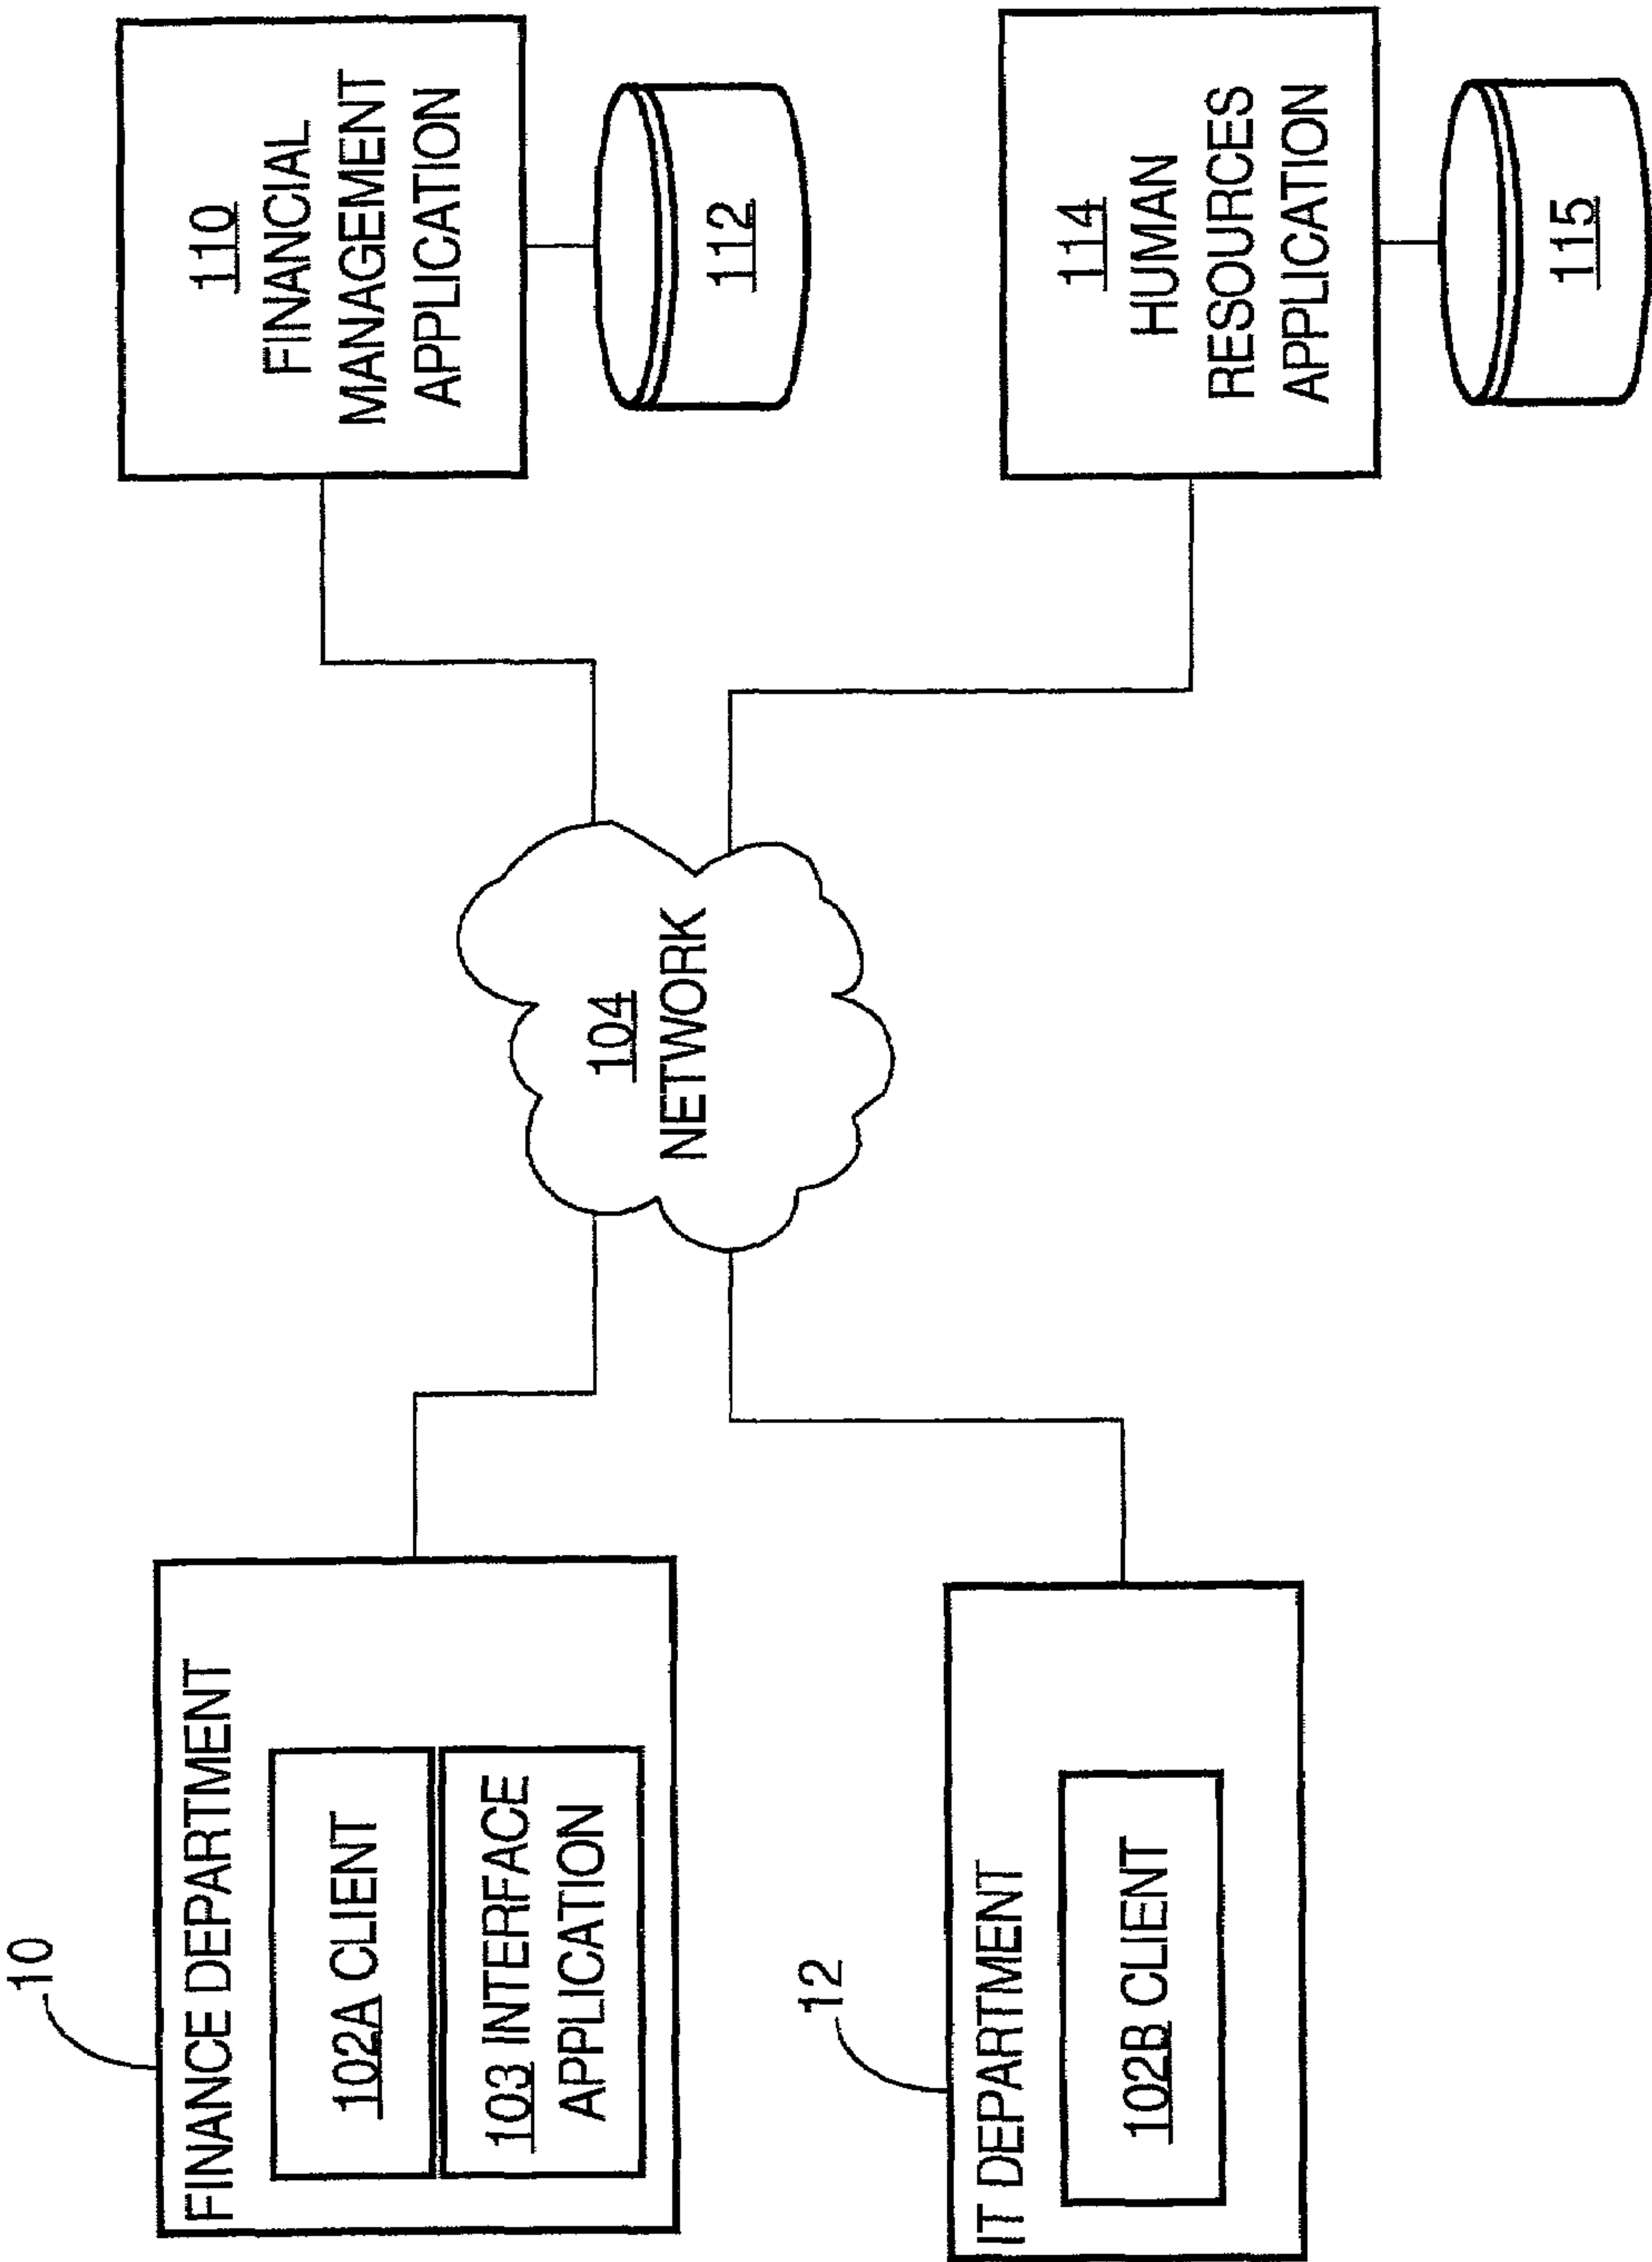 10
FINANCE DEPARTMENT
102A CLIENT
103 INTERFACE
APPLICATION
12
IT DEPARTMENT
102B CLIENT
104
NETWORK
110
FINANCIAL
MANAGEMENT
APPLICATION
112
114
HUMAN
RESOURCES
APPLICATION
115